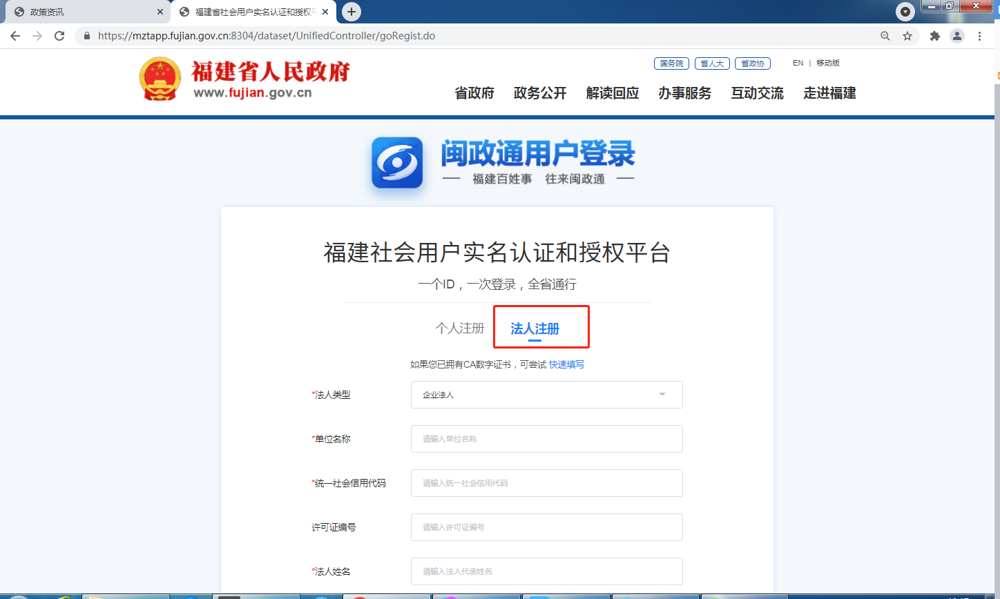 政策资讯
福建省社会用户实名认证和授权平
https://mztapp.fujian.gov.cn:8304/dataset/UnifiedController/goRegist.do
福建省人民政府
www.fujian.gov.cn
国务院 省人大 省政协 EN | 移动版
省政府 政务公开 解读回应 办事服务 互动交流 走进福建
闽政通用户登录
福建百姓事 往来闽政通
福建社会用户实名认证和授权平台
一个ID，一次登录，全省通行
个人注册 法人注册
如果您已拥有CA数字证书，可尝试 快速填写
*法人类型 企业法人
*单位名称 请输入单位名称
*统一社会信用代码 请输入统一社会信用代码
许可证编号 请输入许可证编号
*法人姓名 请输入法人代表姓名